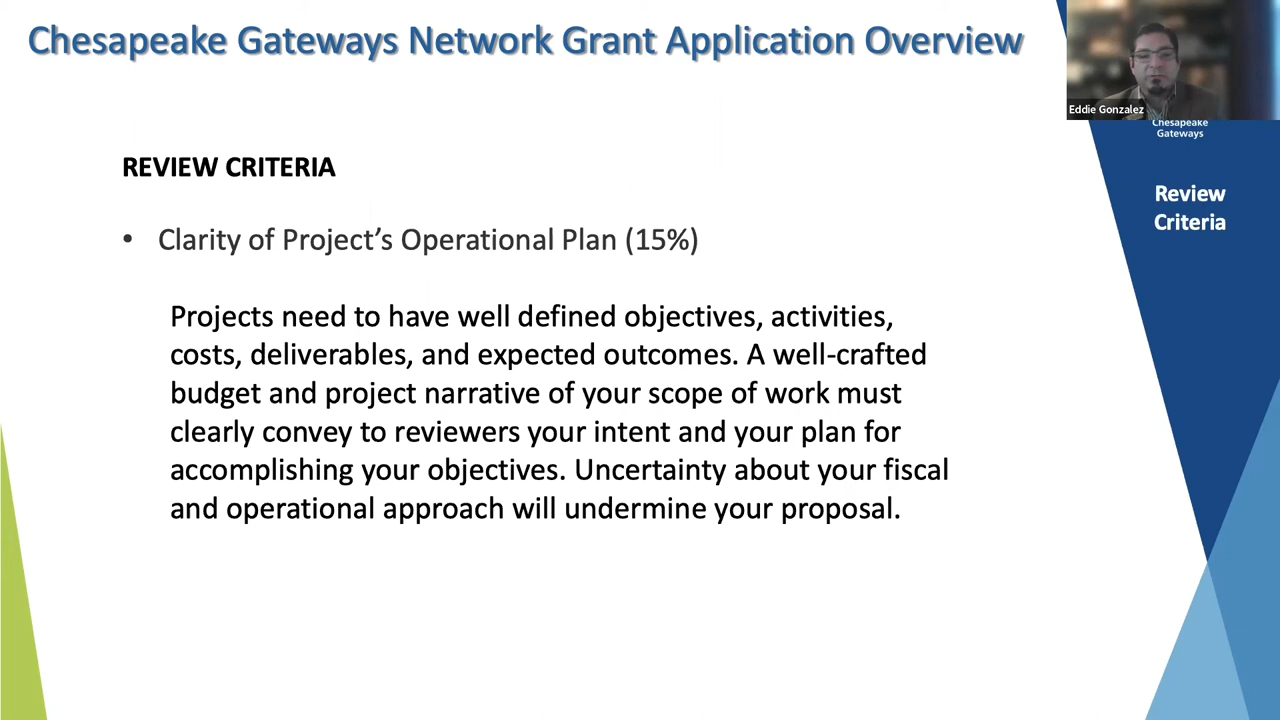 Chesapeake Gateways Network Grant Application Overview
Eddie Gonzalez
Chesapeake
Gateways
Review
Criteria
REVIEW CRITERIA
• Clarity of Project’s Operational Plan (15%)
Projects need to have well defined objectives, activities,
costs, deliverables, and expected outcomes. A well-crafted
budget and project narrative of your scope of work must
clearly convey to reviewers your intent and your plan for
accomplishing your objectives. Uncertainty about your fiscal
and operational approach will undermine your proposal.